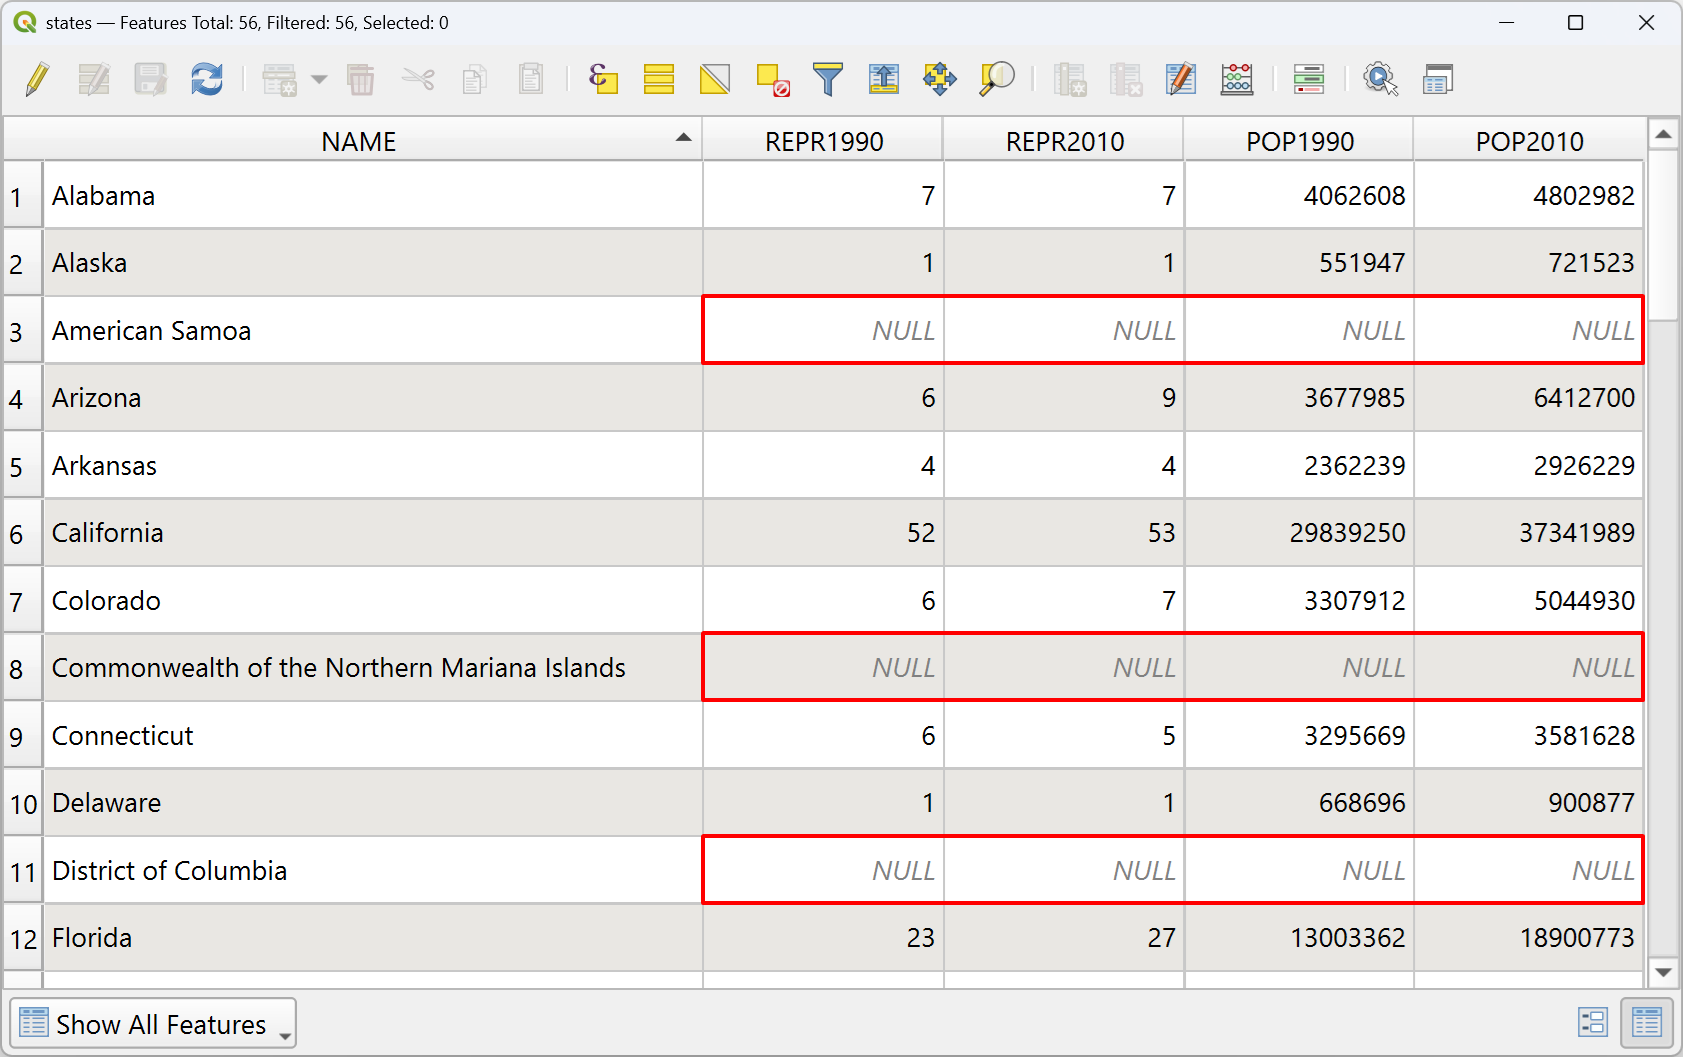 states — Features Total: 56, Filtered: 56, Selected: 0
NAME REPR1990 REPR2010 POP1990 POP2010
1 Alabama 7 7 4062608 4802982
2 Alaska 1 1 551947 721523
3 American Samoa NULL NULL NULL NULL
4 Arizona 6 9 3677985 6412700
5 Arkansas 4 4 2362239 2926229
6 California 52 53 29839250 37341989
7 Colorado 6 7 3307912 5044930
8 Commonwealth of the Northern Mariana Islands NULL NULL NULL NULL
9 Connecticut 6 5 3295669 3581628
10 Delaware 1 1 668696 900877
11 District of Columbia NULL NULL NULL NULL
12 Florida 23 27 13003362 18900773
Show All Features